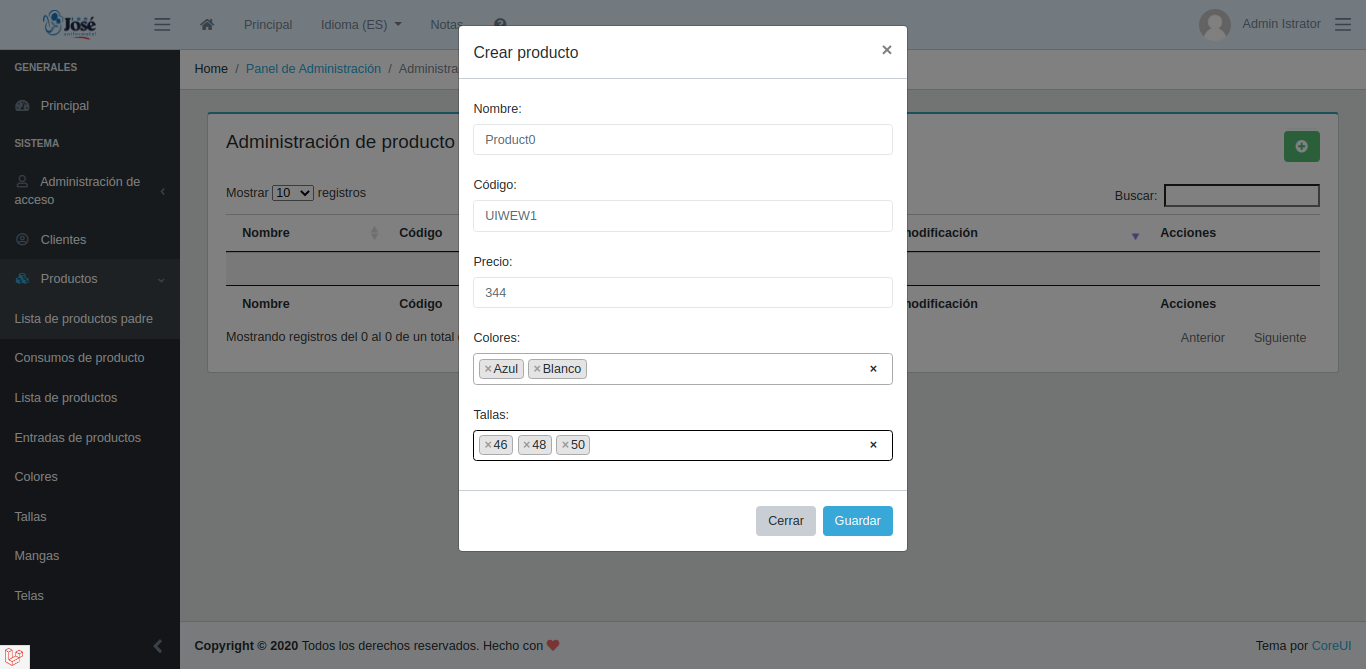 José
Principal
Idioma (ES)
Notas
Admin Istrator
GENERALES
Principal
SISTEMA
Administración de
acceso
Clientes
Productos
Lista de productos padre
Consumos de producto
Lista de productos
Entradas de productos
Colores
Tallas
Mangas
Telas
Home / Panel de Administración / Administra
Administración de producto
Mostrar 10 registros
Buscar:
Nombre Código modificación Acciones
Nombre Código modificación Acciones
Mostrando registros del 0 al 0 de un total
Anterior Siguiente
Crear producto ×
Nombre:
Product0
Código:
UIWEW1
Precio:
344
Colores:
×Azul ×Blanco ×
Tallas:
×46 ×48 ×50 ×
Cerrar Guardar
Copyright © 2020 Todos los derechos reservados. Hecho con
Tema por CoreUI